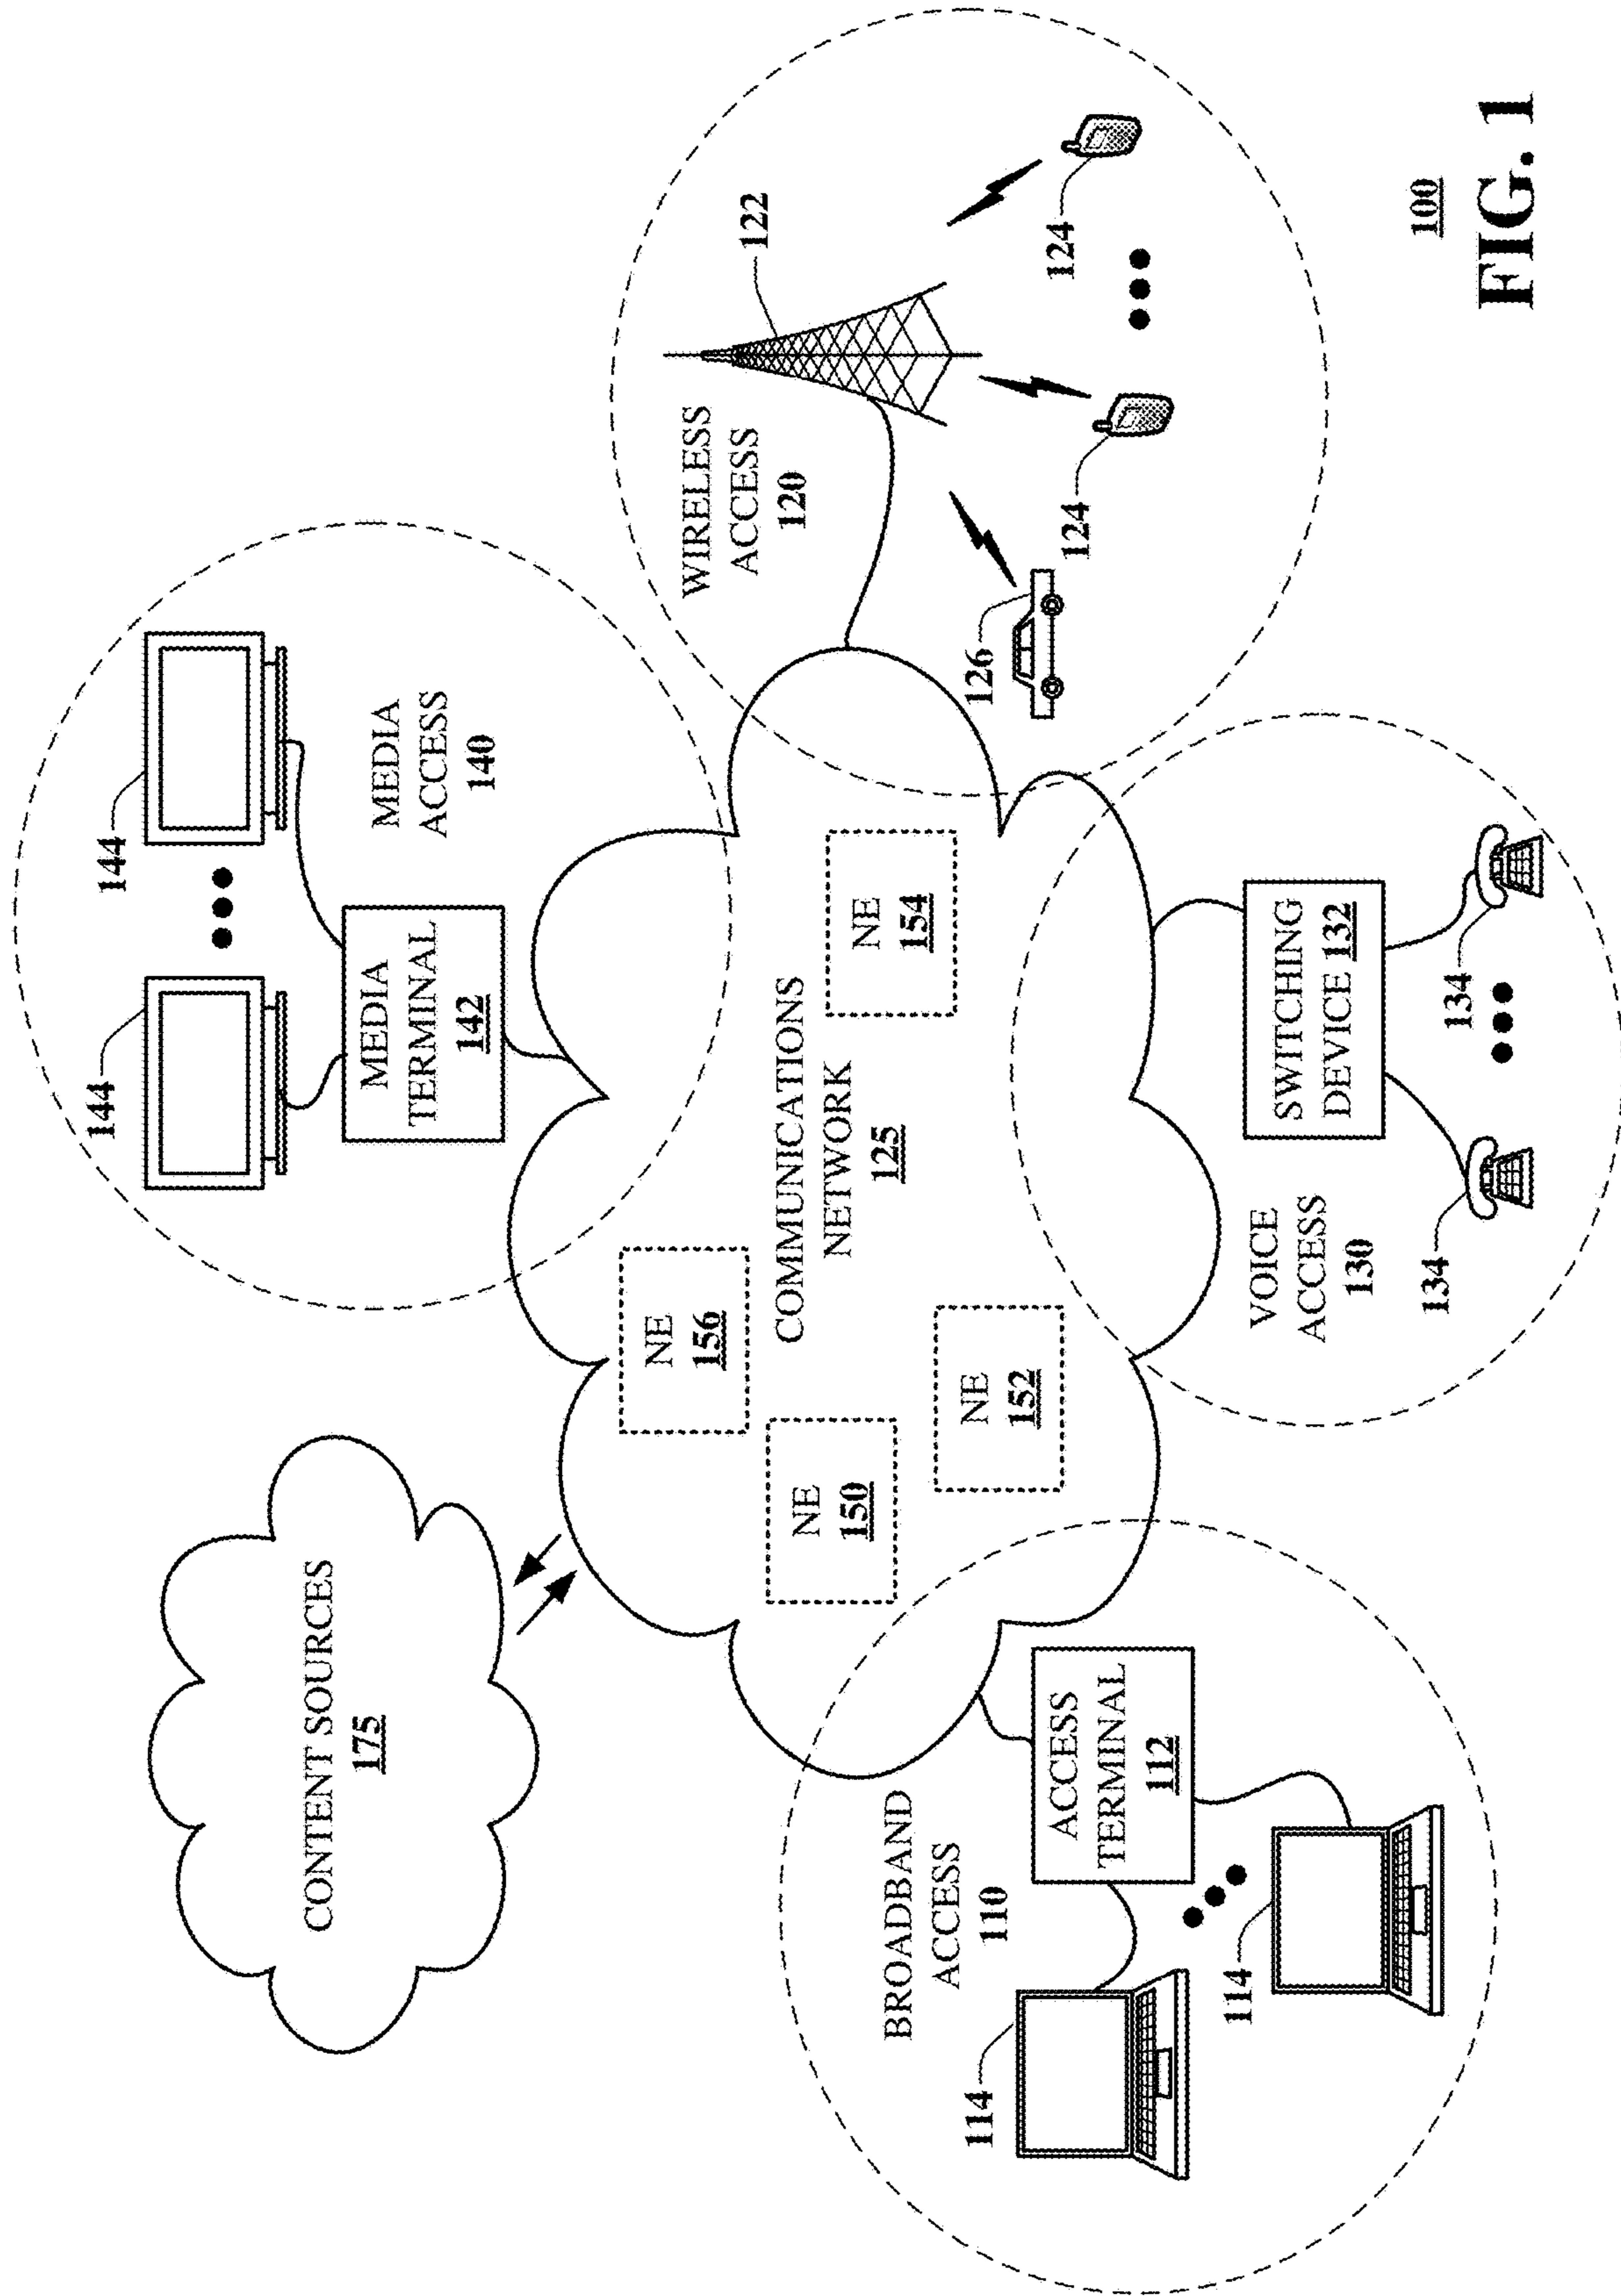 CONTENT SOURCES
175
144
144
MEDIA
TERMINAL
142
MEDIA
ACCESS
140
WIRELESS
ACCESS
120
122
124
124
126
NE
156
NE
150
NE
152
COMMUNICATIONS
NETWORK
125
NE
154
BROADBAND
ACCESS
110
ACCESS
TERMINAL
112
114
114
VOICE
ACCESS
130
SWITCHING
DEVICE 132
134
134
100
FIG. 1